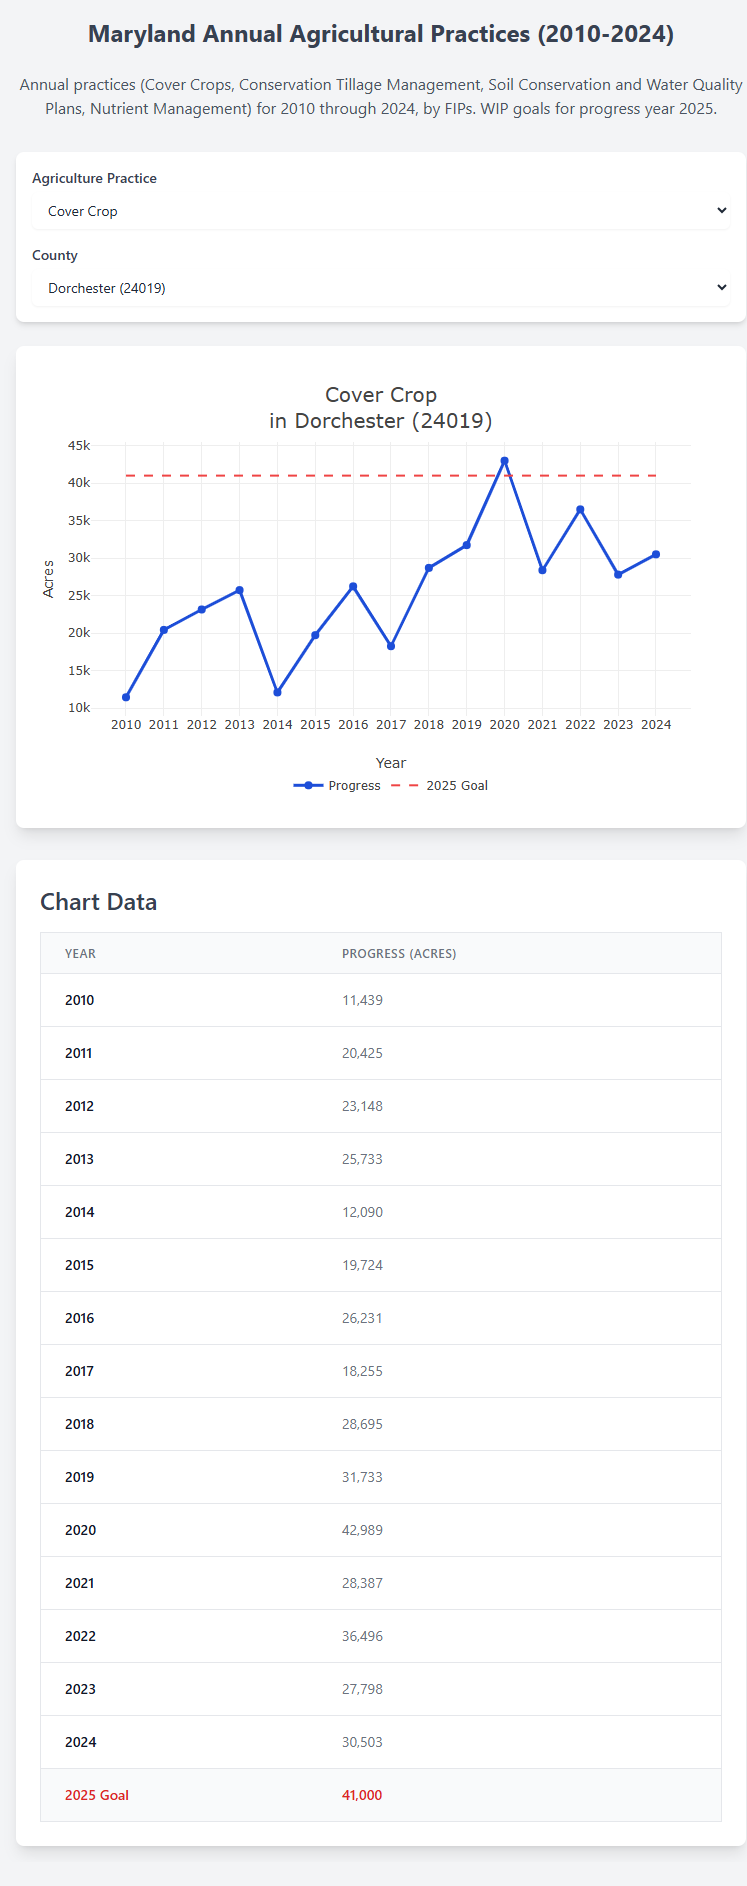 Maryland Annual Agricultural Practices (2010-2024)
Annual practices (Cover Crops, Conservation Tillage Management, Soil Conservation and Water Quality
Plans, Nutrient Management) for 2010 through 2024, by FIPs. WIP goals for progress year 2025.
Agriculture Practice
Cover Crop
County
Dorchester (24019)
Cover Crop
in Dorchester (24019)
45k
40k
35k
30k
25k
20k
15k
10k
Acres
2010 2011 2012 2013 2014 2015 2016 2017 2018 2019 2020 2021 2022 2023 2024
Year
Progress 2025 Goal
Chart Data
YEAR PROGRESS (ACRES)
2010 11,439
2011 20,425
2012 23,148
2013 25,733
2014 12,090
2015 19,724
2016 26,231
2017 18,255
2018 28,695
2019 31,733
2020 42,989
2021 28,387
2022 36,496
2023 27,798
2024 30,503
2025 Goal 41,000